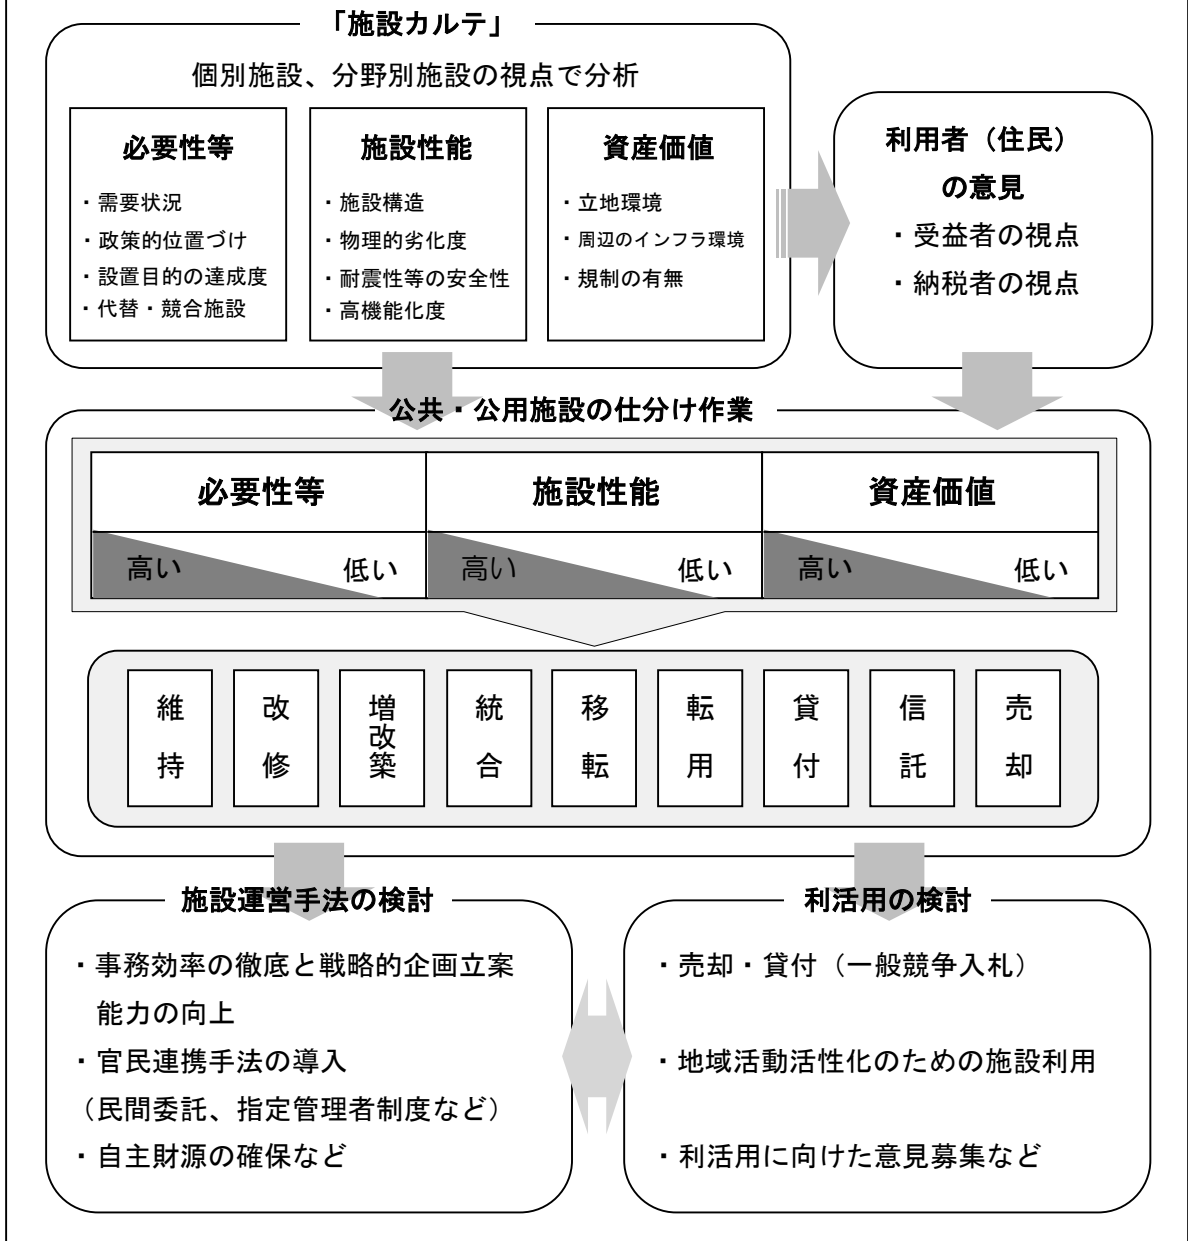 「施設カルテ」
個別施設、分野別施設の視点で分析
必要性等
・需要状況
・政策的位置づけ
・設置目的の達成度
・代替・競合施設
施設性能
・施設構造
・物理的劣化度
・耐震性等の安全性
・高機能化度
資産価値
・立地環境
・周辺のインフラ環境
・規制の有無
利用者（住民）
の意見
・受益者の視点
・納税者の視点
公共・公用施設の仕分け作業
必要性等
施設性能
資産価値
高い
低い
高い
低い
高い
低い
維持
改修
増改築
統合
移転
転用
貸付
信託
売却
施設運営手法の検討
・事務効率の徹底と戦略的企画立案
能力の向上
・官民連携手法の導入
（民間委託、指定管理者制度など）
・自主財源の確保など
利活用の検討
・売却・貸付（一般競争入札）
・地域活動活性化のための施設利用
・利活用に向けた意見募集など